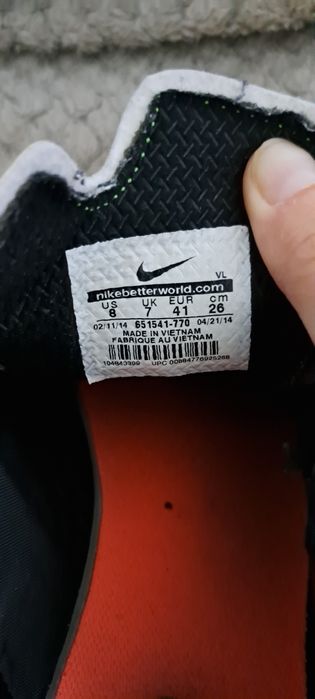 VL
nikebetterworld.com
US UK EUR cm
8 7 41 26
02/11/14 651541-770 04/21/14
MADE IN VIETNAM
FABRIQUE AU VIETNAM
UPC